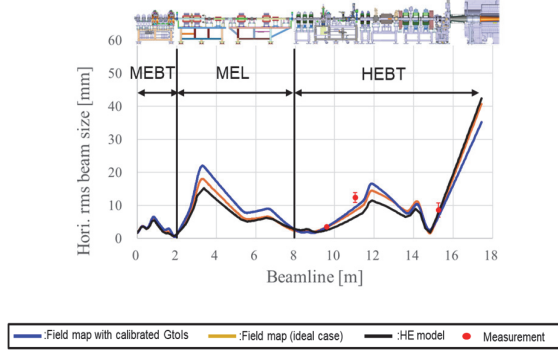 60
50
40
30
20
10
0
Hori. rms beam size [mm]
MEBT
MEL
HEBT
0 2 4 6 8 10 12 14 16 18
Beamline [m]
:Field map with calibrated GtoIs :Field map (ideal case) :HE model Measurement